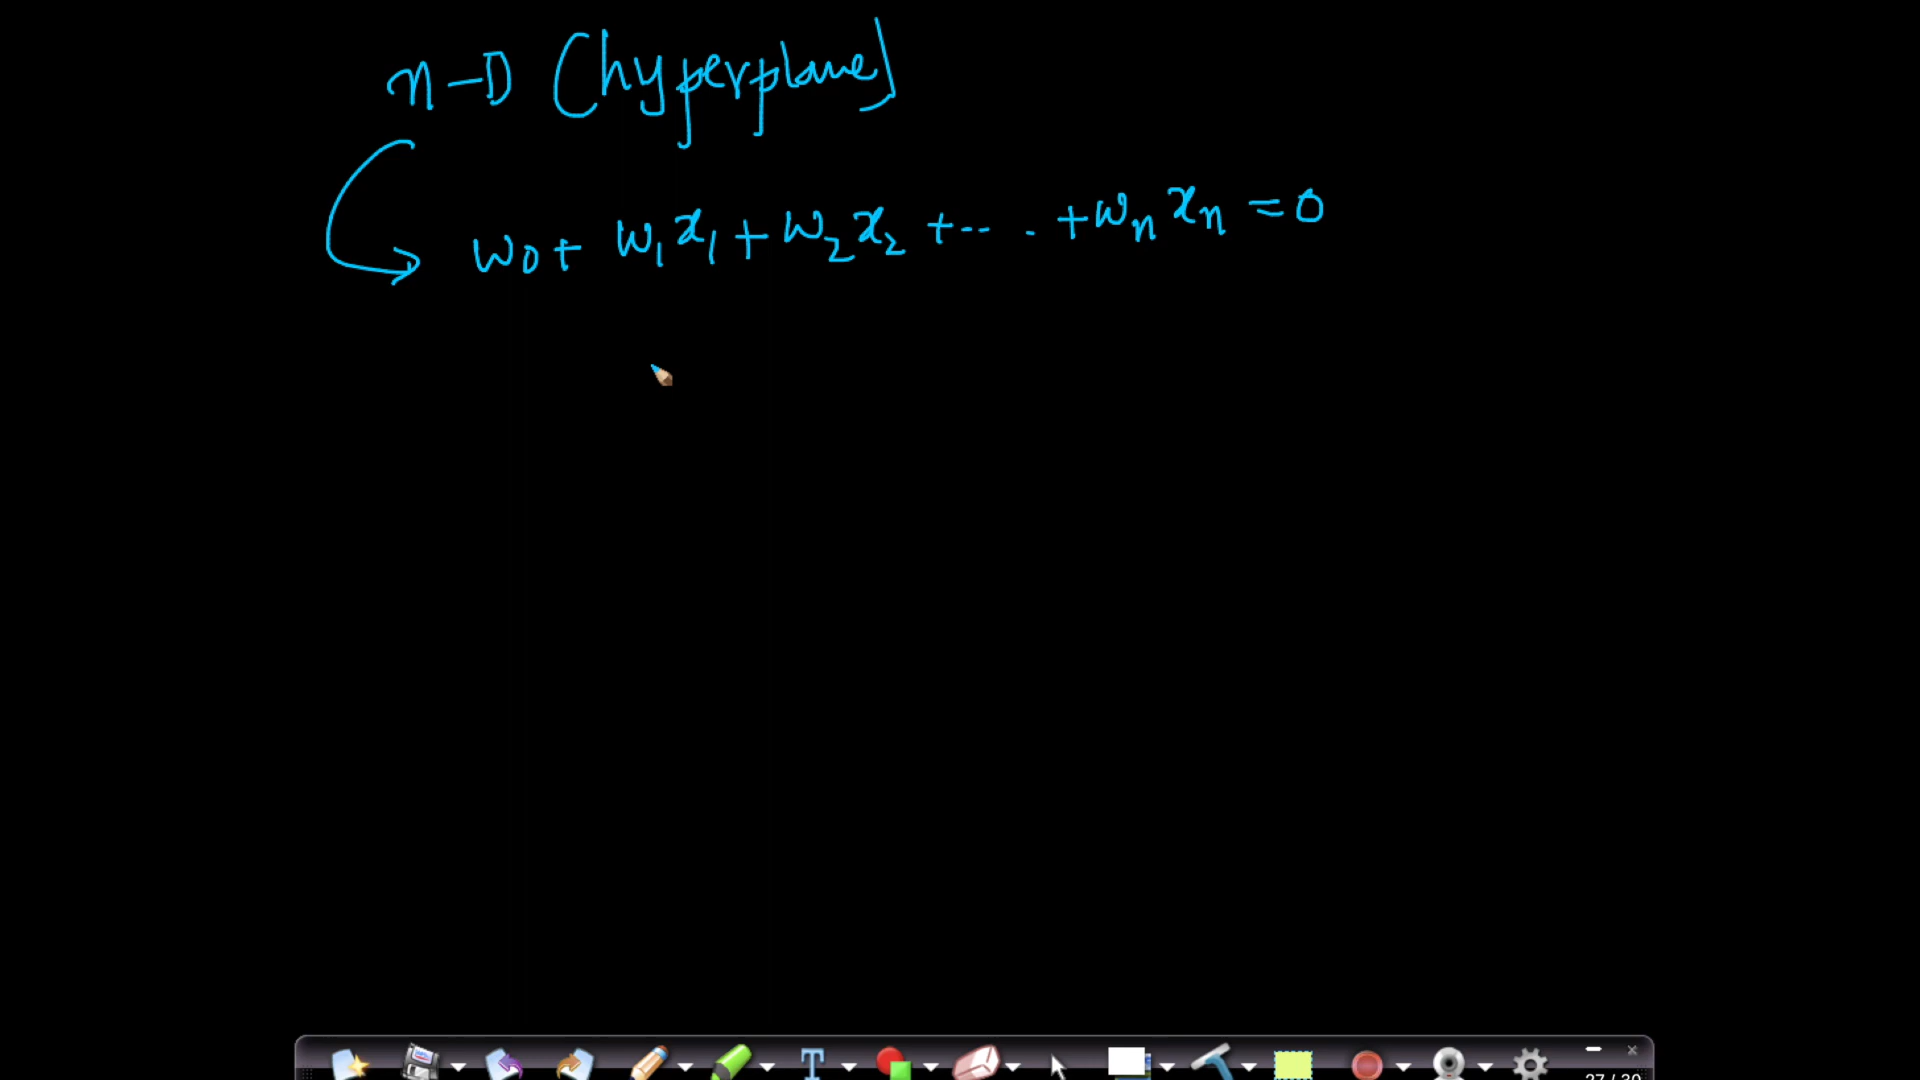 n-D (hyperplane)
w₀ + w₁x₁ + w₂x₂ + ... . + wₙxₙ = 0